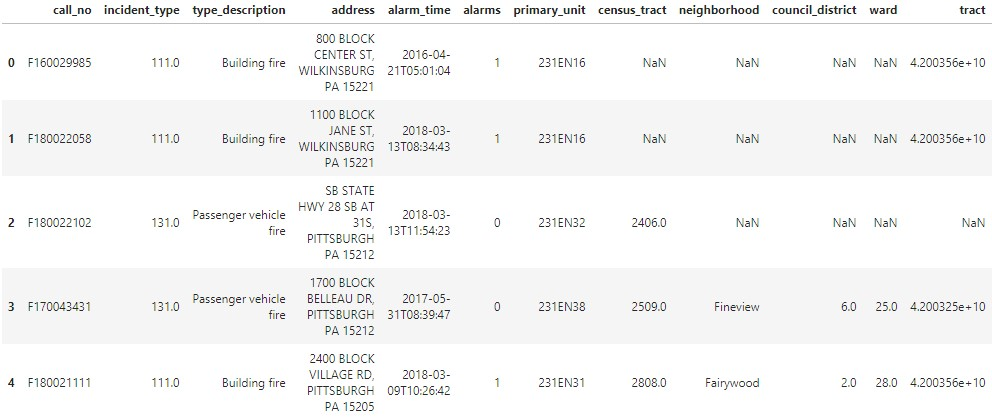 call_no incident_type type_description address alarm_time alarms primary_unit census_tract neighborhood council_district ward tract
800 BLOCK
CENTER ST,
WILKINSBURG
PA 15221
2016-04-
21T05:01:04
0 F160029985 111.0 Building fire 1 231EN16 NaN NaN NaN NaN 4.200356e+10
1100 BLOCK
JANE ST,
WILKINSBURG
PA 15221
2018-03-
13T08:34:43
1 F180022058 111.0 Building fire 1 231EN16 NaN NaN NaN NaN 4.200356e+10
SB STATE
HWY 28 SB AT
31S,
PITTSBURGH
PA 15212
Passenger vehicle
fire
2018-03-
13T11:54:23
2 F180022102 131.0 0 231EN32 2406.0 NaN NaN NaN NaN
1700 BLOCK
BELLEAU DR,
PITTSBURGH
PA 15212
Passenger vehicle
fire
2017-05-
31T08:39:47
3 F170043431 131.0 0 231EN38 2509.0 Fineview 6.0 25.0 4.200325e+10
2400 BLOCK
VILLAGE RD,
PITTSBURGH
PA 15205
2018-03-
09T10:26:42
4 F180021111 111.0 Building fire 1 231EN31 2808.0 Fairywood 2.0 28.0 4.200356e+10